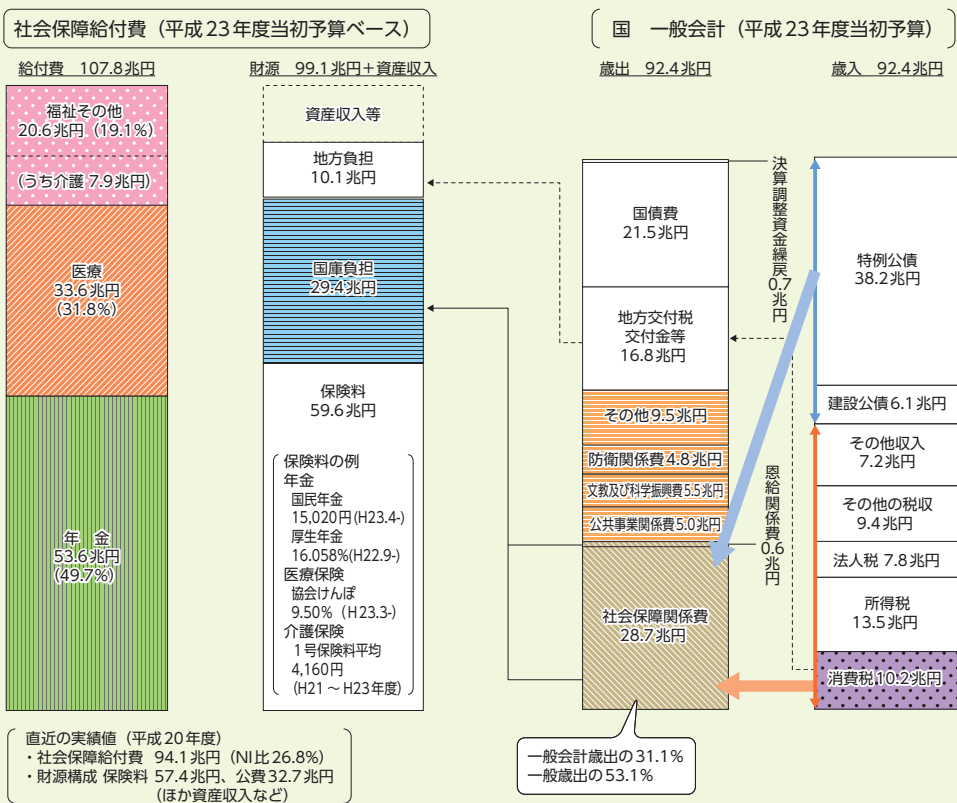 社会保障給付費（平成23年度当初予算ベース）
給付費　107.8兆円
福祉その他
20.6兆円（19.1%）
(うち介護 7.9兆円)
医療
33.6兆円
(31.8%)
年 金
53.6兆円
(49.7%)
財源　99.1兆円＋資産収入
資産収入等
地方負担
10.1兆円
国庫負担
29.4兆円
保険料
59.6兆円
保険料の例
年金
国民年金
15,020円(H23.4-)
厚生年金
16.058%(H22.9-)
医療保険
協会けんぽ
9.50%（H23.3-)
介護保険
1号保険料平均
4,160円
(H21～H23年度)
直近の実績値（平成20年度）
・社会保障給付費 94.1兆円（NI比26.8%）
・財源構成 保険料 57.4兆円、公費32.7兆円
(ほか資産収入など)
国　一般会計（平成23年度当初予算）
歳出　92.4兆円
国債費
21.5兆円
地方交付税
交付金等
16.8兆円
その他9.5兆円
防衛関係費4.8兆円
文教及び科学振興費5.5兆円
公共事業関係費5.0兆円
社会保障関係費
28.7兆円
一般会計歳出の31.1%
一般歳出の53.1%
決算調整資金繰戻0.7兆円
恩給関係費0.6兆円
歳入　92.4兆円
特例公債
38.2兆円
建設公債6.1兆円
その他収入
7.2兆円
その他の税収
9.4兆円
法人税 7.8兆円
所得税
13.5兆円
消費税10.2兆円